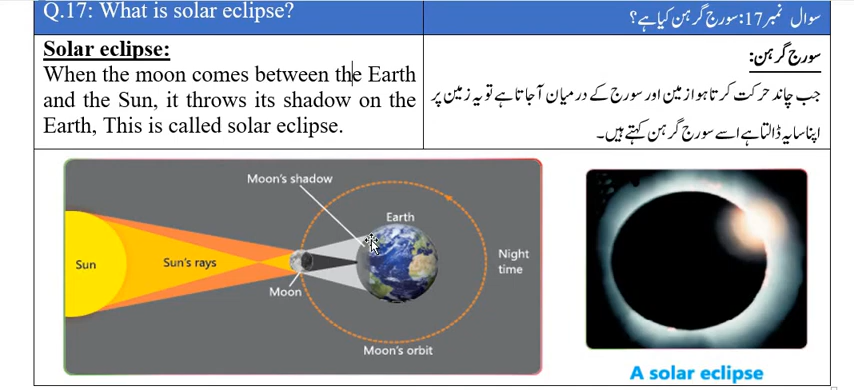 Q.17: What is solar eclipse?
سوال نمبر17:سورج گرہن کیا ہے؟
Solar eclipse:
When the moon comes between the Earth
and the Sun, it throws its shadow on the
Earth, This is called solar eclipse.
سورج گرہن:
جب چاند حرکت کرتا ہوا زمین اور سورج کے درمیان آجاتا ہے تو یہ زمین پر
اپنا سایہ ڈالتا ہے اسے سورج گرہن کہتے ہیں۔
Moon's shadow
Earth
Sun
Sun's rays
Moon
Night
time
Moon's orbit
A solar eclipse